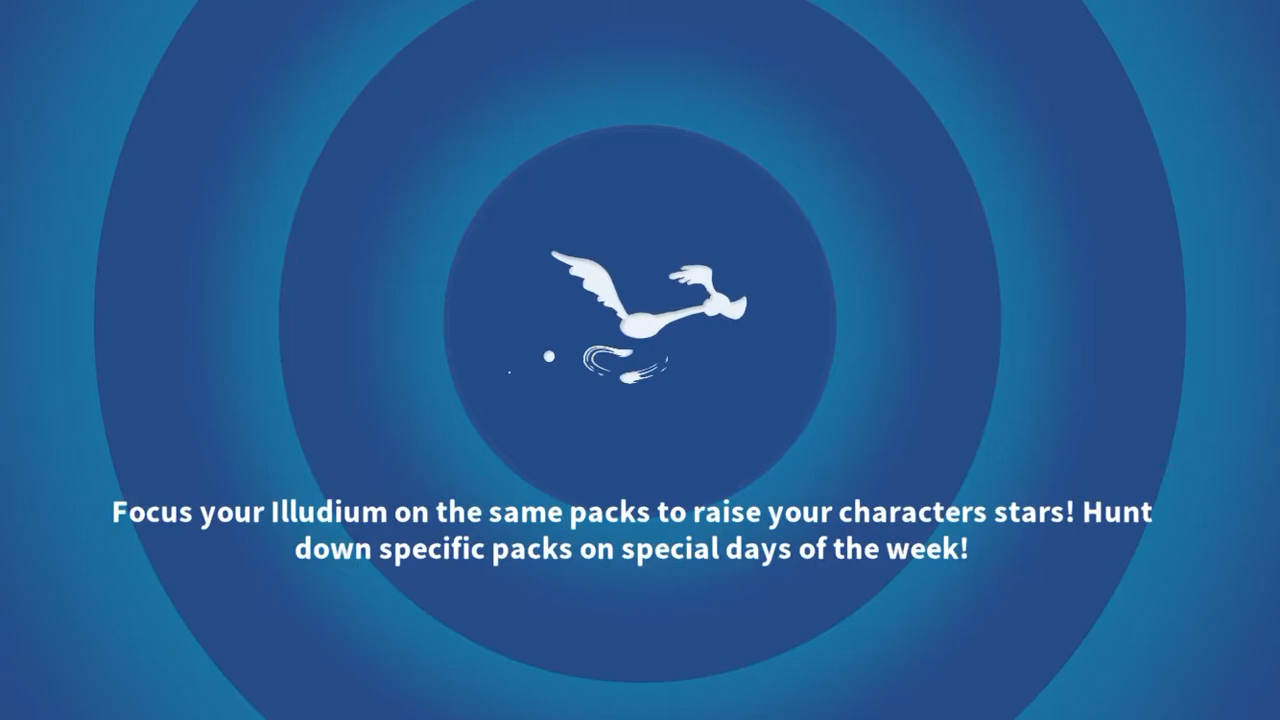 Focus your Illudium on the same packs to raise your characters stars! Hunt
down specific packs on special days of the week!